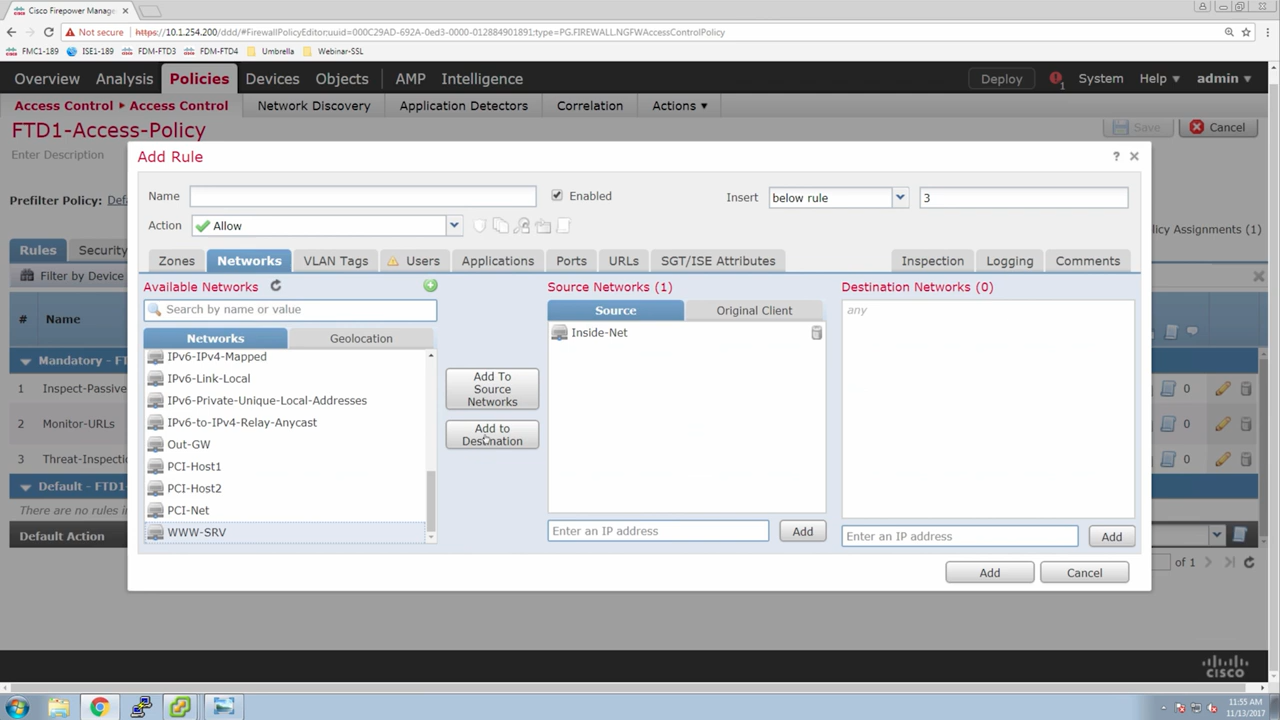 Cisco Firepower Manage
Not secure https://10.1.254.200/ddd/#FirewallPolicyEditor:uuid=000C29AD-692A-0ed3-0000-012884901891;type=PG.FIREWALL.NGFWAccessControlPolicy
FMC1-189 ISE1-189 FDM-FTD3 FDM-FTD4 Umbrella Webinar-SSL
Overview Analysis Policies Devices Objects AMP Intelligence Deploy 1 System Help admin
Access Control Access Control Network Discovery Application Detectors Correlation Actions
FTD1-Access-Policy Save Cancel
Enter Description
Add Rule ?
Prefilter Policy:
Name Enabled Insert below rule 3
Action Allow
licy Assignments (1)
Rules Security
Zones Networks VLAN Tags Users Applications Ports URLs SGT/ISE Attributes Inspection Logging Comments
Filter by Device
Available Networks Source Networks (1) Destination Networks (0)
Search by name or value Source Original Client any
# Name
Networks Geolocation Inside-Net
IPv6-IPv4-Mapped
Mandatory - FT
IPv6-Link-Local
1 Inspect-Passive 0
IPv6-Private-Unique-Local-Addresses
Add To
Source
Networks
IPv6-to-IPv4-Relay-Anycast
2 Monitor-URLs 0
Add to
Destination
Out-GW
3 Threat-Inspectio 0
PCI-Host1
PCI-Host2
Default - FTD1
PCI-Net
There are no rules in
WWW-SRV
Enter an IP address Add Enter an IP address Add
Default Action
of 1
Add Cancel
CISCO
11:55 AM
11/13/2017